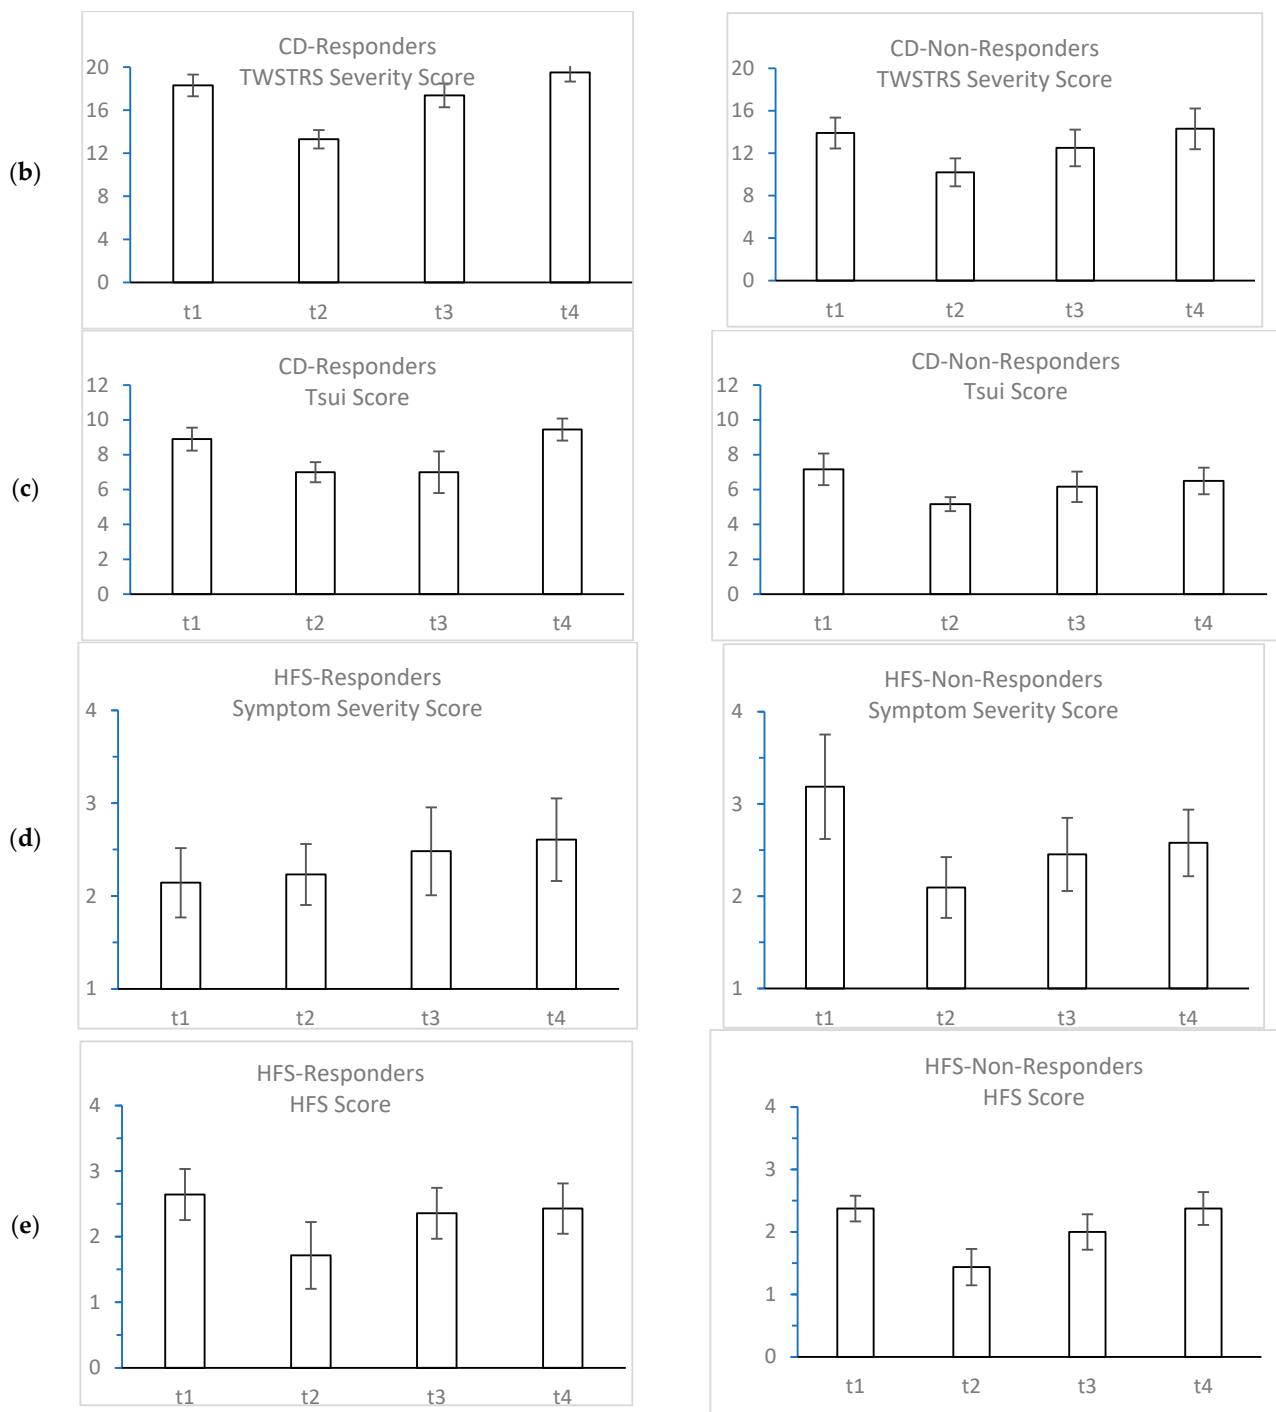 (b)
CD-Responders
TWSTRS Severity Score
20
16
12
8
4
0
t1 t2 t3 t4
CD-Non-Responders
TWSTRS Severity Score
20
16
12
8
4
0
t1 t2 t3 t4
(c)
CD-Responders
Tsui Score
12
10
8
6
4
2
0
t1 t2 t3 t4
CD-Non-Responders
Tsui Score
12
10
8
6
4
2
0
t1 t2 t3 t4
(d)
HFS-Responders
Symptom Severity Score
4
3
2
1
t1 t2 t3 t4
HFS-Non-Responders
Symptom Severity Score
4
3
2
1
t1 t2 t3 t4
(e)
HFS-Responders
HFS Score
4
3
2
1
0
t1 t2 t3 t4
HFS-Non-Responders
HFS Score
4
3
2
1
0
t1 t2 t3 t4